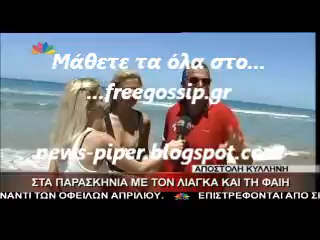 Μάθετε τα όλα στο...
...freegossip.gr
news-piper.blogspot.com
ΑΠΟΣΤΟΛΗ ΚΥΛΛΗΝΗ
ΣΤΑ ΠΑΡΑΣΚΗΝΙΑ ΜΕ ΤΟΝ ΛΙΑΓΚΑ ΚΑΙ ΤΗ ΦΑΙΗ
ΝΑΝΤΙ ΤΩΝ ΟΦΕΙΛΩΝ ΑΠΡΙΛΙΟΥ. ΕΠΙΣΤΡΕΦΟΝΤΑΙ ΑΠΟ Σ